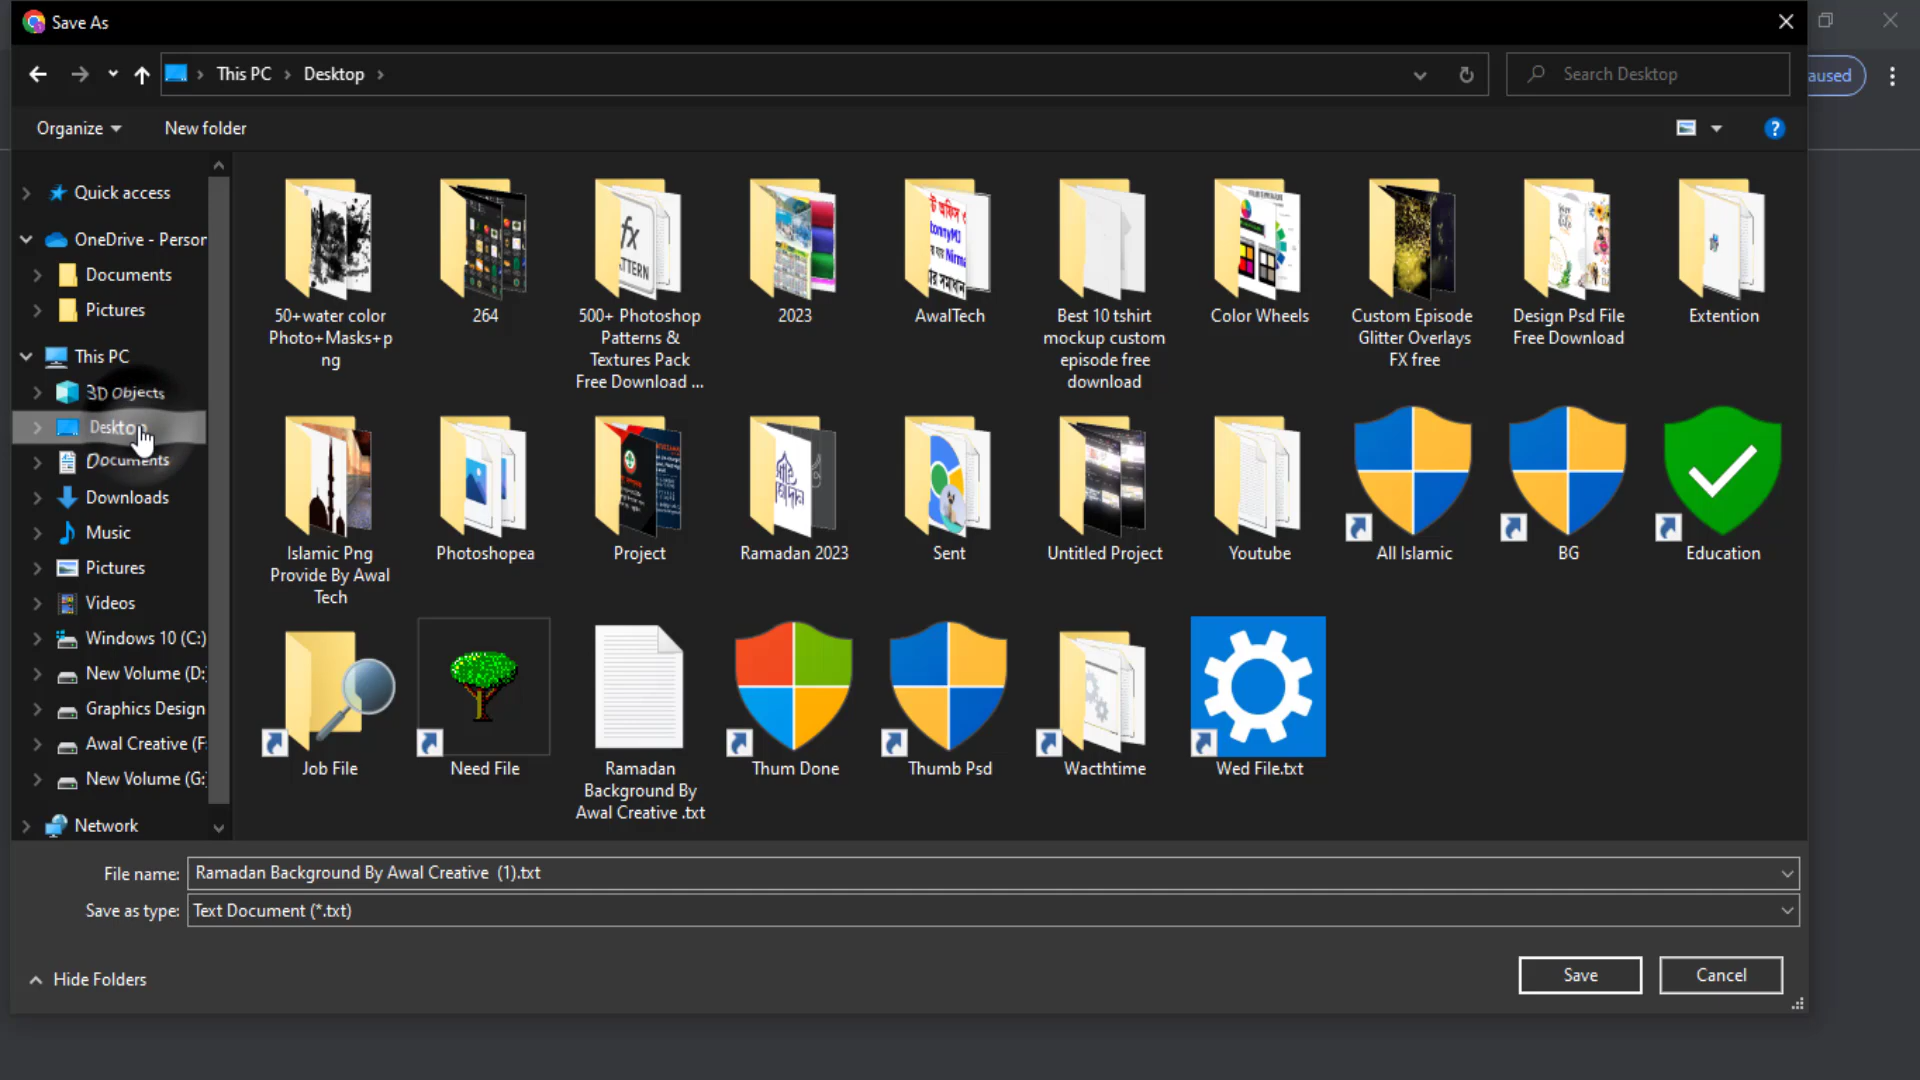 Save As
aused
This PC
Desktop
Search Desktop
Organize
New folder
Quick access
OneDrive - Person
Documents
Pictures
This PC
3D Objects
Desktop
Documents
Downloads
Music
Pictures
Videos
Windows 10 (C:)
New Volume (D:
Graphics Design
Awal Creative (F:
New Volume (G:
Network
50+water color
Photo+Masks+p
ng
264
500+ Photoshop
Patterns &
Textures Pack
Free Download ...
2023
AwalTech
Best 10 tshirt
mockup custom
episode free
download
Color Wheels
Custom Episode
Glitter Overlays
FX free
Design Psd File
Free Download
Extention
Islamic Png
Provide By Awal
Tech
Photoshopea
Project
Ramadan 2023
Sent
Untitled Project
Youtube
All Islamic
BG
Education
Job File
Need File
Ramadan
Background By
Awal Creative .txt
Thum Done
Thumb Psd
Wacthtime
Wed File.txt
File name:
Ramadan Background By Awal Creative  (1).txt
Save as type:
Text Document (*.txt)
Hide Folders
Save
Cancel